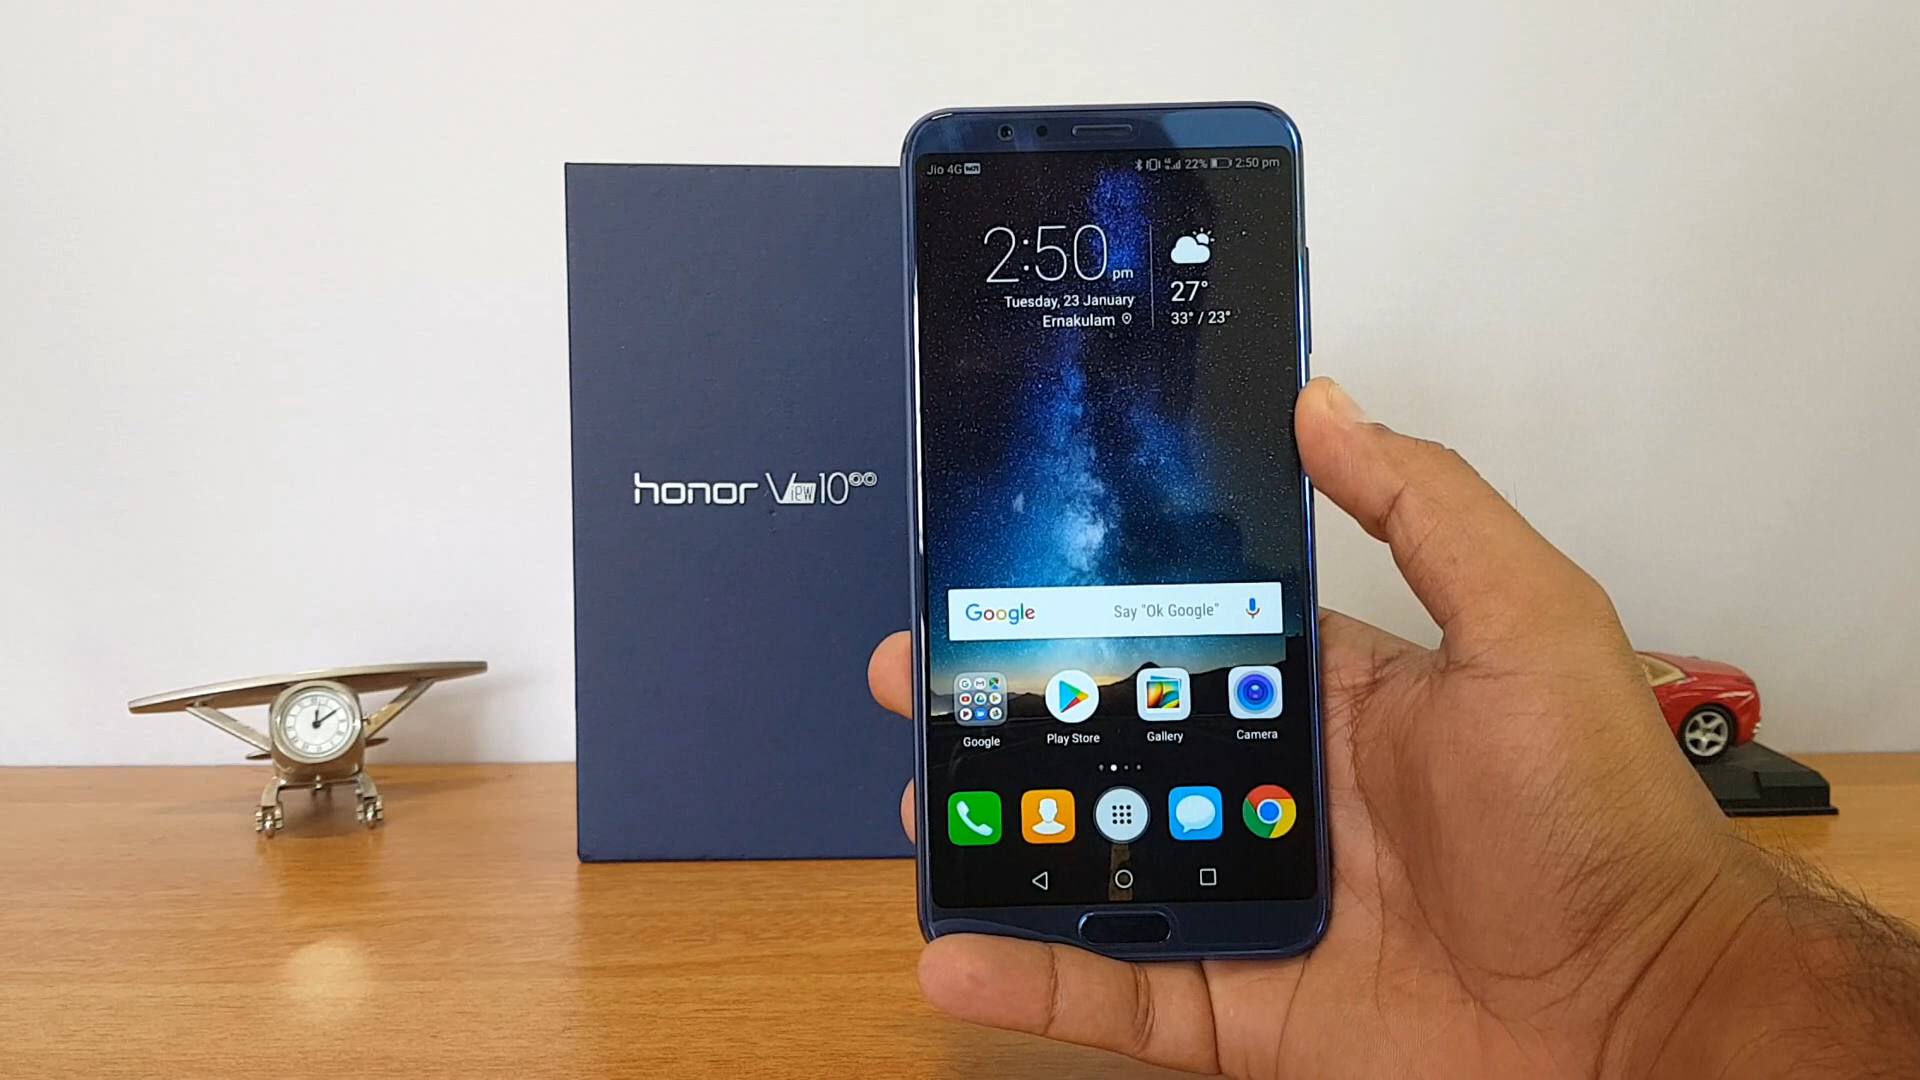 honor View10
Jio 4G
22% 2:50 pm
2:50 pm
Tuesday, 23 January
Ernakulam
27°
33° / 23°
Google Say "Ok Google"
Google Play Store Gallery Camera